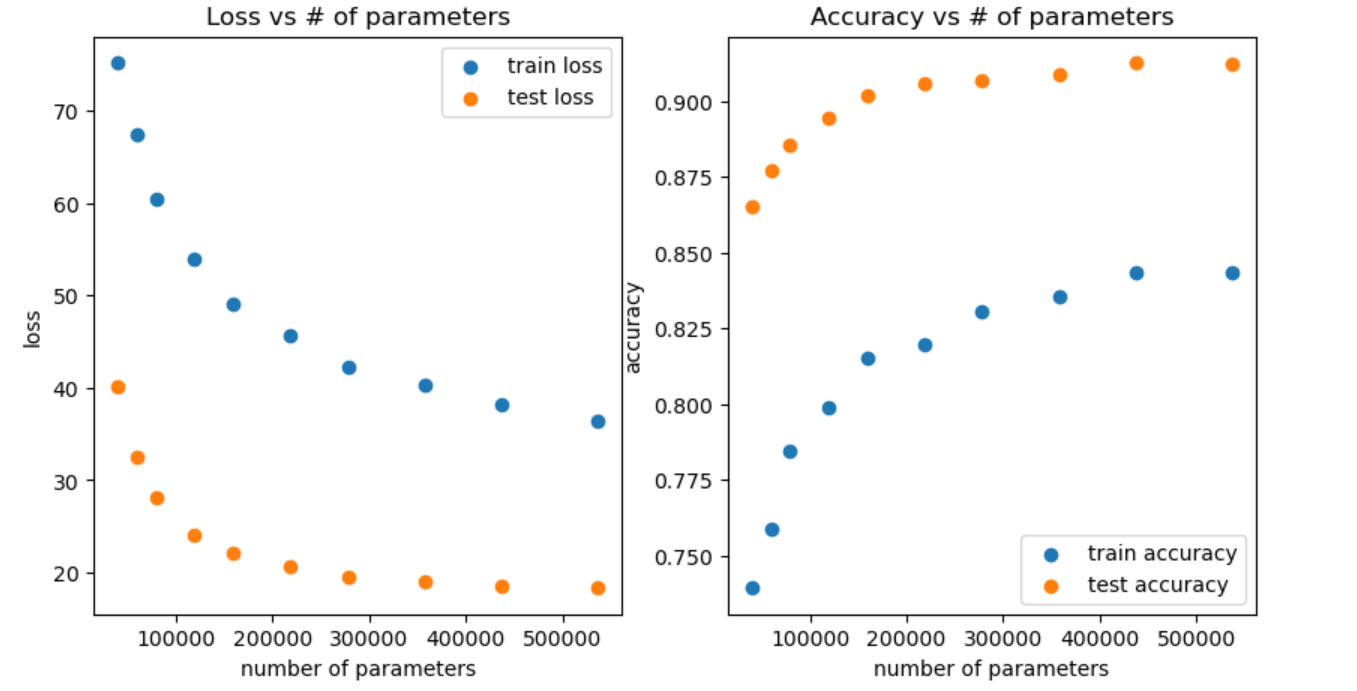 Loss vs # of parameters
train loss
test loss
70
60
50
40
30
20
loss
100000 200000 300000 400000 500000
number of parameters
Accuracy vs # of parameters
0.900
0.875
0.850
0.825
0.800
0.775
0.750
accuracy
train accuracy
test accuracy
100000 200000 300000 400000 500000
number of parameters